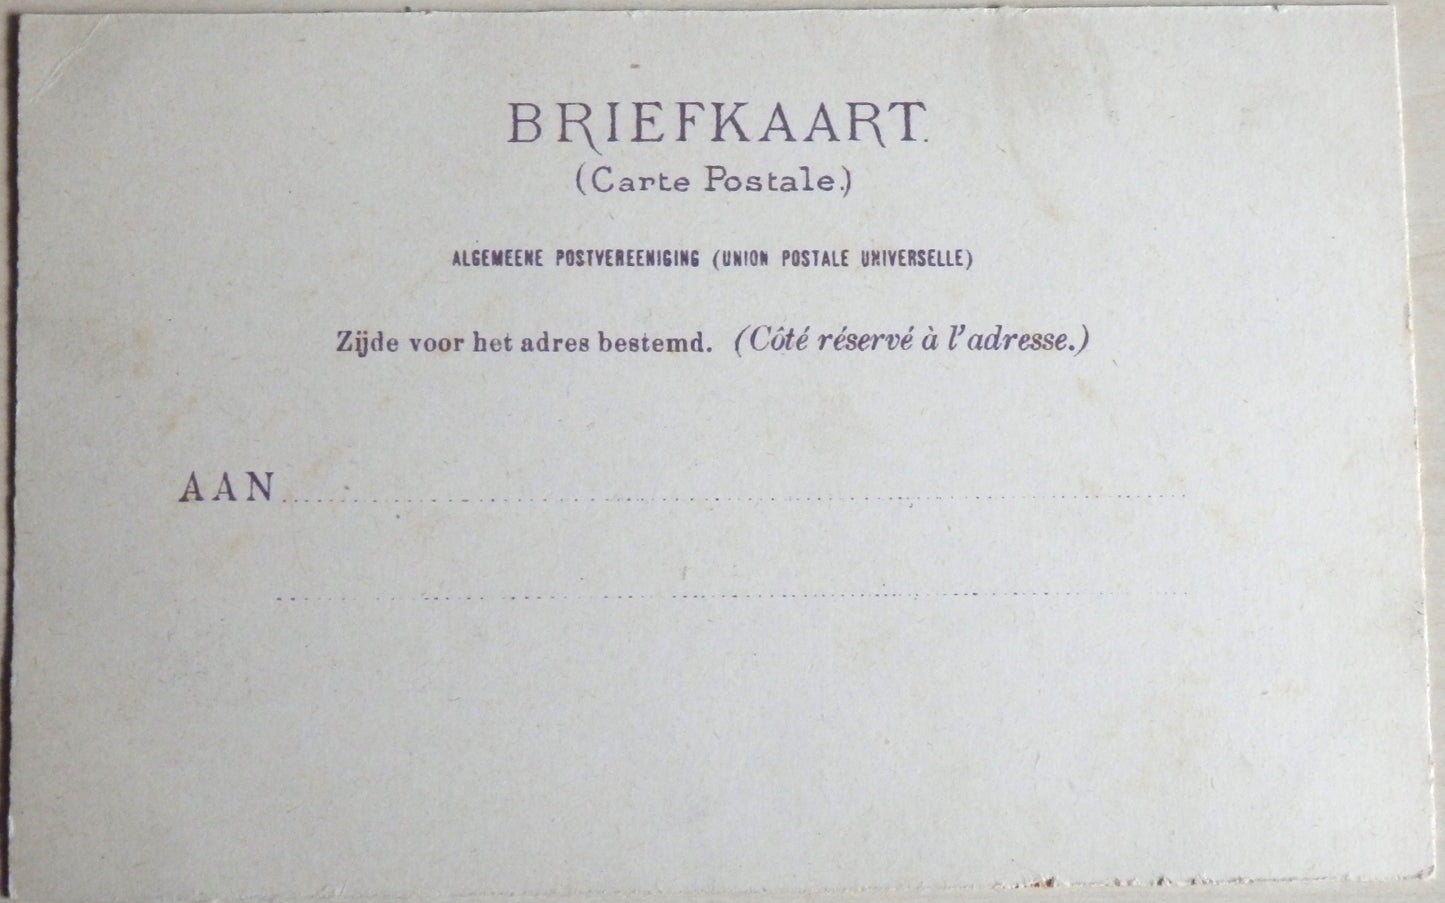 BRIEFKAART.
(Carte Postale.)
ALGEMEENE POSTVEREENIGING (UNION POSTALE UNIVERSELLE)
Zijde voor het adres bestemd. (Côté réservé à l'adresse.)
AAN